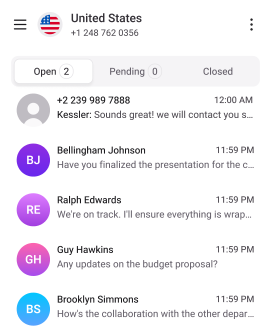 United States
+1 248 762 0356
Open 2 Pending 0 Closed
+2 239 989 7888 12:00 AM
Kessler: Sounds great! we will contact you s...
BJ Bellingham Johnson 11:59 PM
Have you finalized the presentation for the c...
RE Ralph Edwards 11:59 PM
We're on track. I'll ensure everything is wrap...
GH Guy Hawkins 11:59 PM
Any updates on the budget proposal?
BS Brooklyn Simmons 11:59 PM
How's the collaboration with the other depar...